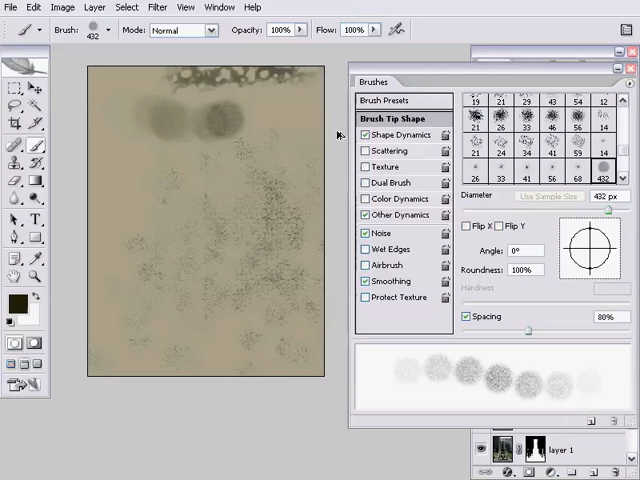 File Edit Image Layer Select Filter View Window Help
Brush: 432 Mode: Normal Opacity: 100% Flow: 100%
Brushes
Brush Presets
Brush Tip Shape
Shape Dynamics
Scattering
Texture
Dual Brush
Color Dynamics
Other Dynamics
Noise
Wet Edges
Airbrush
Smoothing
Protect Texture
19 21 29 43 54 12
21 26 33 42 56 14
21 24 34 41 59 14
26 33 41 56 68 432
Diameter Use Sample Size 432 px
Flip X Flip Y
Angle: 0°
Roundness: 100%
Hardness
Spacing 80%
layer 1